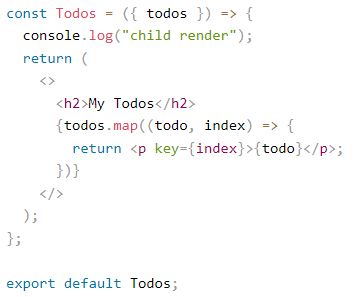 const Todos = ({ todos }) => {
  console.log("child render");
  return (
    <>
      <h2>My Todos</h2>
      {todos.map((todo, index) => {
        return <p key={index}>{todo}</p>;
      })}
    </>
  );
};

export default Todos;